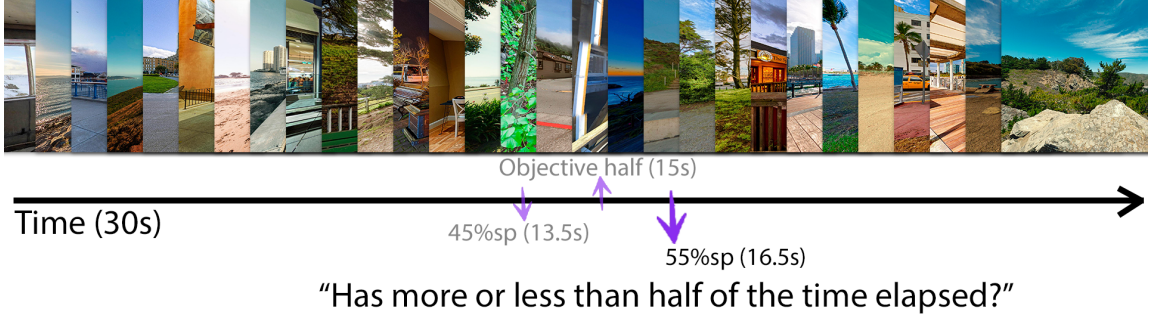 Objective half (15s)
Time (30s)
45%sp (13.5s)
55%sp (16.5s)
“Has more or less than half of the time elapsed?”